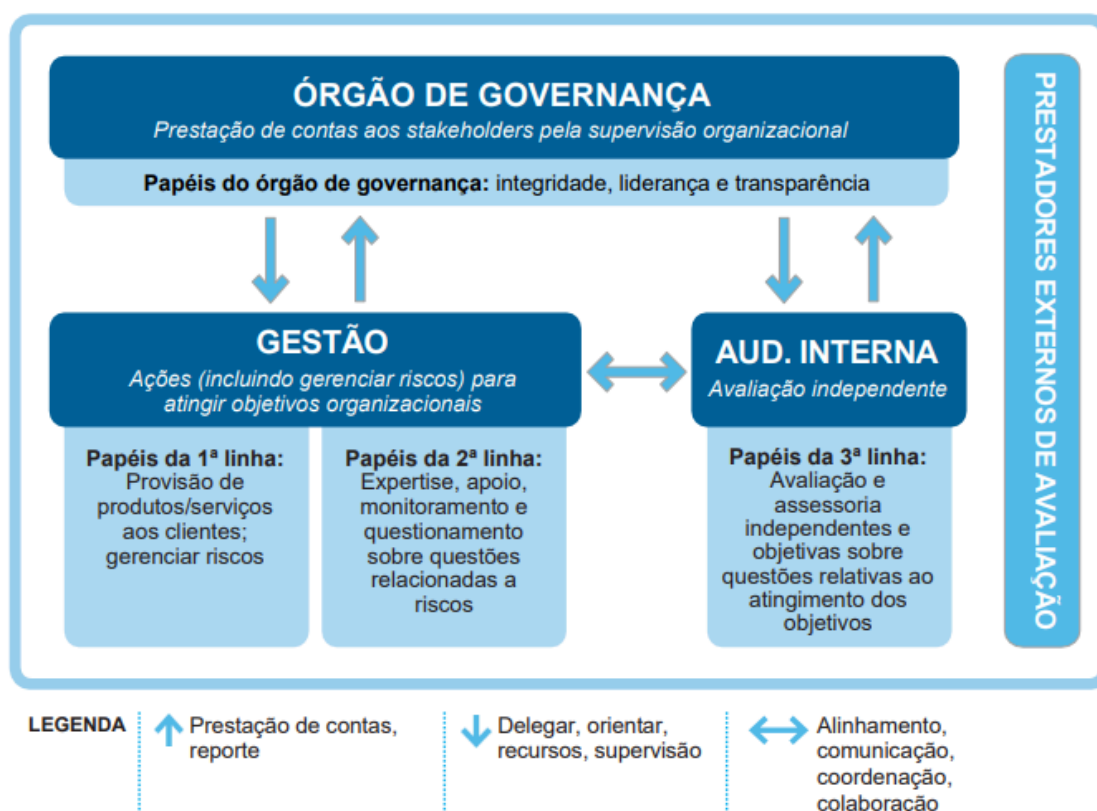 ÓRGÃO DE GOVERNANÇA
Prestação de contas aos stakeholders pela supervisão organizacional
Papéis do órgão de governança: integridade, liderança e transparência
GESTÃO
Ações (incluindo gerenciar riscos) para
atingir objetivos organizacionais
Papéis da 1ª linha:
Provisão de
produtos/serviços
aos clientes;
gerenciar riscos
Papéis da 2ª linha:
Expertise, apoio,
monitoramento e
questionamento
sobre questões
relacionadas a
riscos
AUD. INTERNA
Avaliação independente
Papéis da 3ª linha:
Avaliação e
assessoria
independentes e
objetivas sobre
questões relativas ao
atingimento dos
objetivos
PRESTADORES EXTERNOS DE AVALIAÇÃO
LEGENDA
Prestação de contas,
reporte
Delegar, orientar,
recursos, supervisão
Alinhamento,
comunicação,
coordenação,
colaboração